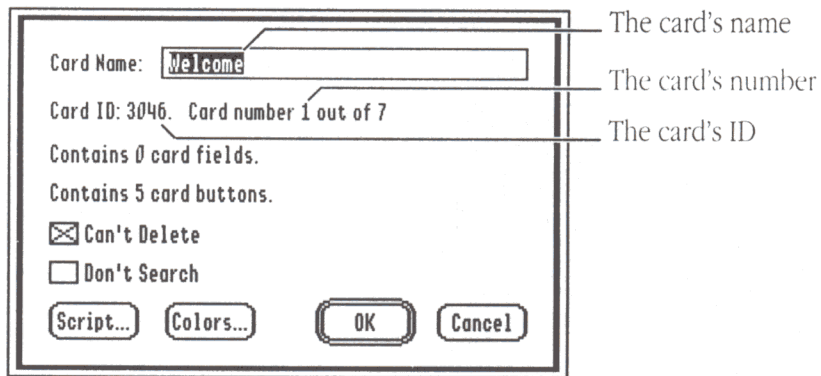 The card's name
Card Name: Welcome
The card's number
Card ID: 3046. Card number 1 out of 7
The card's ID
Contains 0 card fields.
Contains 5 card buttons.
Can't Delete
Don't Search
Script... Colors... OK Cancel